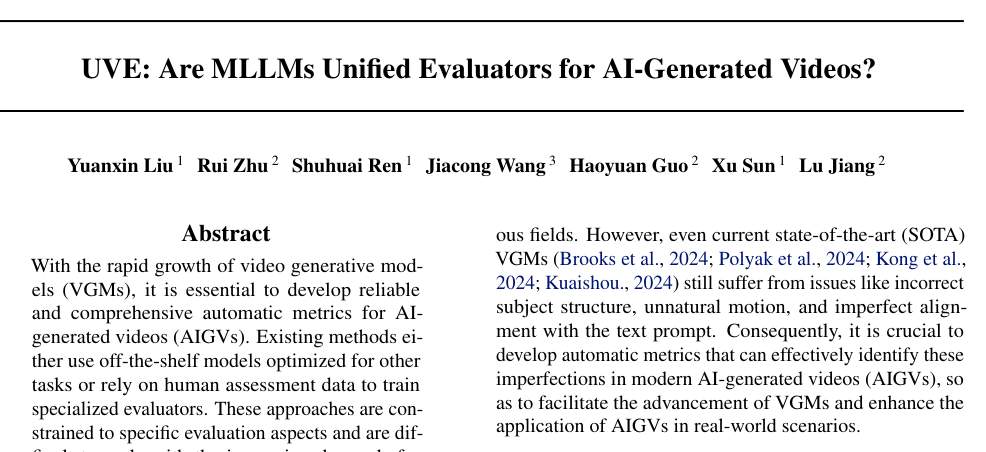 UVE: Are MLLMs Unified Evaluators for AI-Generated Videos?
Yuanxin Liu 1 Rui Zhu 2 Shuhuai Ren 1 Jiacong Wang 3 Haoyuan Guo 2 Xu Sun 1 Lu Jiang 2
Abstract
With the rapid growth of video generative mod-
els (VGMs), it is essential to develop reliable
and comprehensive automatic metrics for AI-
generated videos (AIGVs). Existing methods ei-
ther use off-the-shelf models optimized for other
tasks or rely on human assessment data to train
specialized evaluators. These approaches are con-
strained to specific evaluation aspects and are dif-
ous fields. However, even current state-of-the-art (SOTA)
VGMs (Brooks et al., 2024; Polyak et al., 2024; Kong et al.,
2024; Kuaishou., 2024) still suffer from issues like incorrect
subject structure, unnatural motion, and imperfect align-
ment with the text prompt. Consequently, it is crucial to
develop automatic metrics that can effectively identify these
imperfections in modern AI-generated videos (AIGVs), so
as to facilitate the advancement of VGMs and enhance the
application of AIGVs in real-world scenarios.